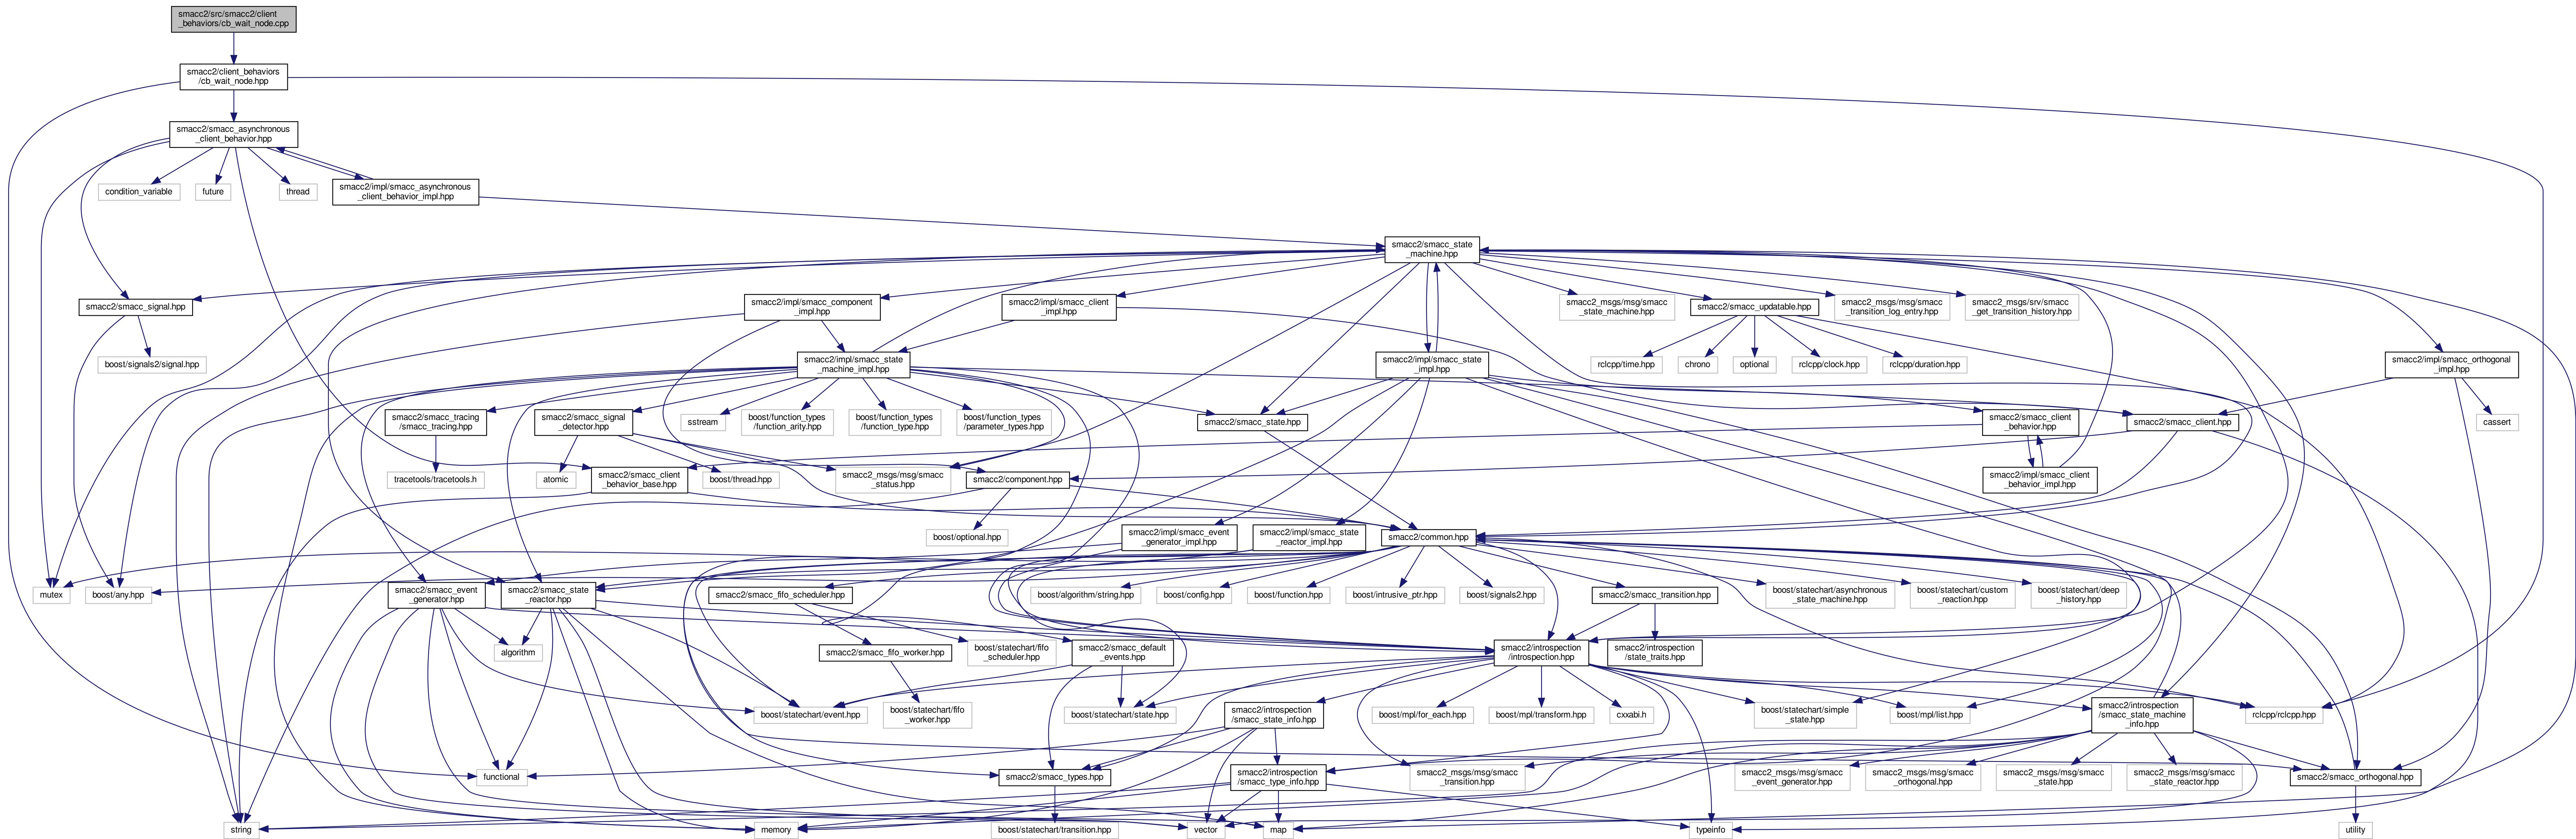 smacc2/src/smacc2/client
_behaviors/cb_wait_node.cpp
smacc2/client_behaviors
/cb_wait_node.hpp
smacc2/smacc_asynchronous
_client_behavior.hpp
condition_variable
future
thread
smacc2/impl/smacc_asynchronous
_client_behavior_impl.hpp
smacc2/smacc_state
_machine.hpp
smacc2/smacc_signal.hpp
smacc2/impl/smacc_component
_impl.hpp
smacc2/impl/smacc_client
_impl.hpp
smacc2_msgs/msg/smacc
_state_machine.hpp
smacc2/smacc_updatable.hpp
smacc2_msgs/msg/smacc
_transition_log_entry.hpp
smacc2_msgs/srv/smacc
_get_transition_history.hpp
boost/signals2/signal.hpp
smacc2/impl/smacc_state
_machine_impl.hpp
smacc2/impl/smacc_state
_impl.hpp
rclcpp/time.hpp
chrono
optional
rclcpp/clock.hpp
rclcpp/duration.hpp
smacc2/impl/smacc_orthogonal
_impl.hpp
smacc2/smacc_tracing
/smacc_tracing.hpp
smacc2/smacc_signal
_detector.hpp
sstream
boost/function_types
/function_arity.hpp
boost/function_types
/function_type.hpp
boost/function_types
/parameter_types.hpp
smacc2/smacc_state.hpp
smacc2/smacc_client
_behavior.hpp
smacc2/smacc_client.hpp
cassert
tracetools/tracetools.h
atomic
smacc2/smacc_client
_behavior_base.hpp
boost/thread.hpp
smacc2_msgs/msg/smacc
_status.hpp
smacc2/component.hpp
smacc2/impl/smacc_client
_behavior_impl.hpp
boost/optional.hpp
smacc2/impl/smacc_event
_generator_impl.hpp
smacc2/impl/smacc_state
_reactor_impl.hpp
smacc2/common.hpp
mutex
boost/any.hpp
smacc2/smacc_event
_generator.hpp
smacc2/smacc_state
_reactor.hpp
smacc2/smacc_fifo_scheduler.hpp
boost/algorithm/string.hpp
boost/config.hpp
boost/function.hpp
boost/intrusive_ptr.hpp
boost/signals2.hpp
smacc2/smacc_transition.hpp
boost/statechart/asynchronous
_state_machine.hpp
boost/statechart/custom
_reaction.hpp
boost/statechart/deep
_history.hpp
algorithm
smacc2/smacc_fifo_worker.hpp
boost/statechart/fifo
_scheduler.hpp
smacc2/smacc_default
_events.hpp
smacc2/introspection
/introspection.hpp
smacc2/introspection
/state_traits.hpp
boost/statechart/event.hpp
boost/statechart/fifo
_worker.hpp
boost/statechart/state.hpp
smacc2/introspection
/smacc_state_info.hpp
boost/mpl/for_each.hpp
boost/mpl/transform.hpp
cxxabi.h
boost/statechart/simple
_state.hpp
boost/mpl/list.hpp
smacc2/introspection
/smacc_state_machine
_info.hpp
rclcpp/rclcpp.hpp
functional
smacc2/smacc_types.hpp
smacc2/introspection
/smacc_type_info.hpp
smacc2_msgs/msg/smacc
_transition.hpp
smacc2_msgs/msg/smacc
_event_generator.hpp
smacc2_msgs/msg/smacc
_orthogonal.hpp
smacc2_msgs/msg/smacc
_state.hpp
smacc2_msgs/msg/smacc
_state_reactor.hpp
smacc2/smacc_orthogonal.hpp
string
memory
boost/statechart/transition.hpp
vector
map
typeinfo
utility